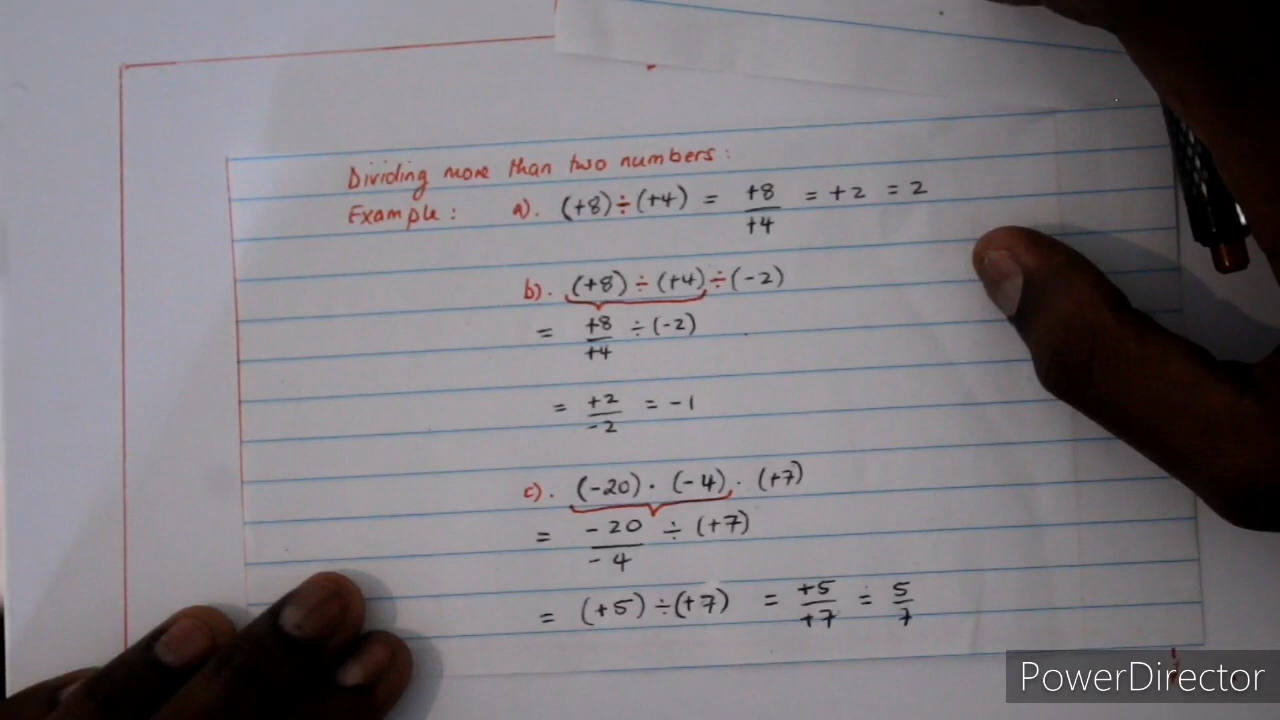 Dividing more than two numbers:
Example: a). (+8)÷(+4) = +8/+4 = +2 = 2
b). (+8) ÷ (+4) ÷ (-2)
= +8/+4 ÷ (-2)
= +2/-2 = -1
c). (-20) · (-4) · (+7)
= -20/-4 ÷ (+7)
= (+5) ÷ (+7) = +5/+7 = 5/7
PowerDirector